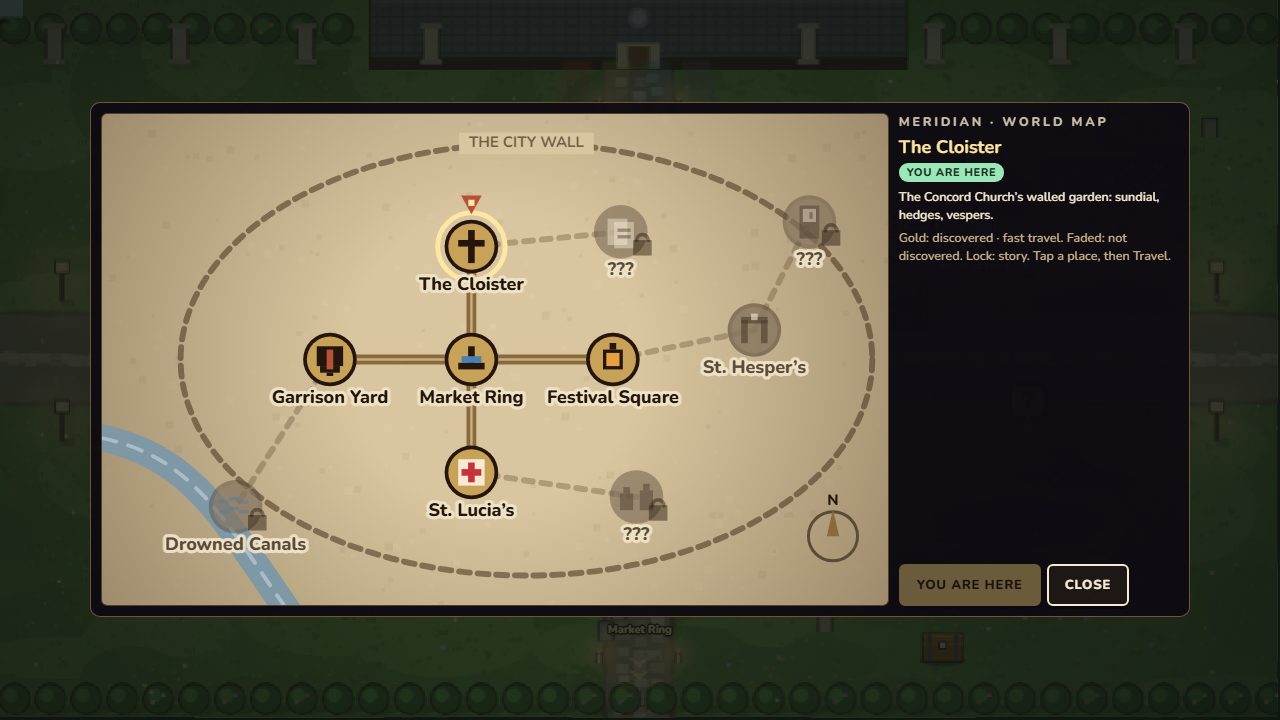 THE CITY WALL
The Cloister
???
???
St. Hesper's
Garrison Yard
Market Ring
Festival Square
St. Lucia's
???
Drowned Canals
N
MERIDIAN · WORLD MAP
The Cloister
YOU ARE HERE
The Concord Church's walled garden: sundial,
hedges, vespers.
Gold: discovered · fast travel. Faded: not
discovered. Lock: story. Tap a place, then Travel.
YOU ARE HERE
CLOSE
Market Ring